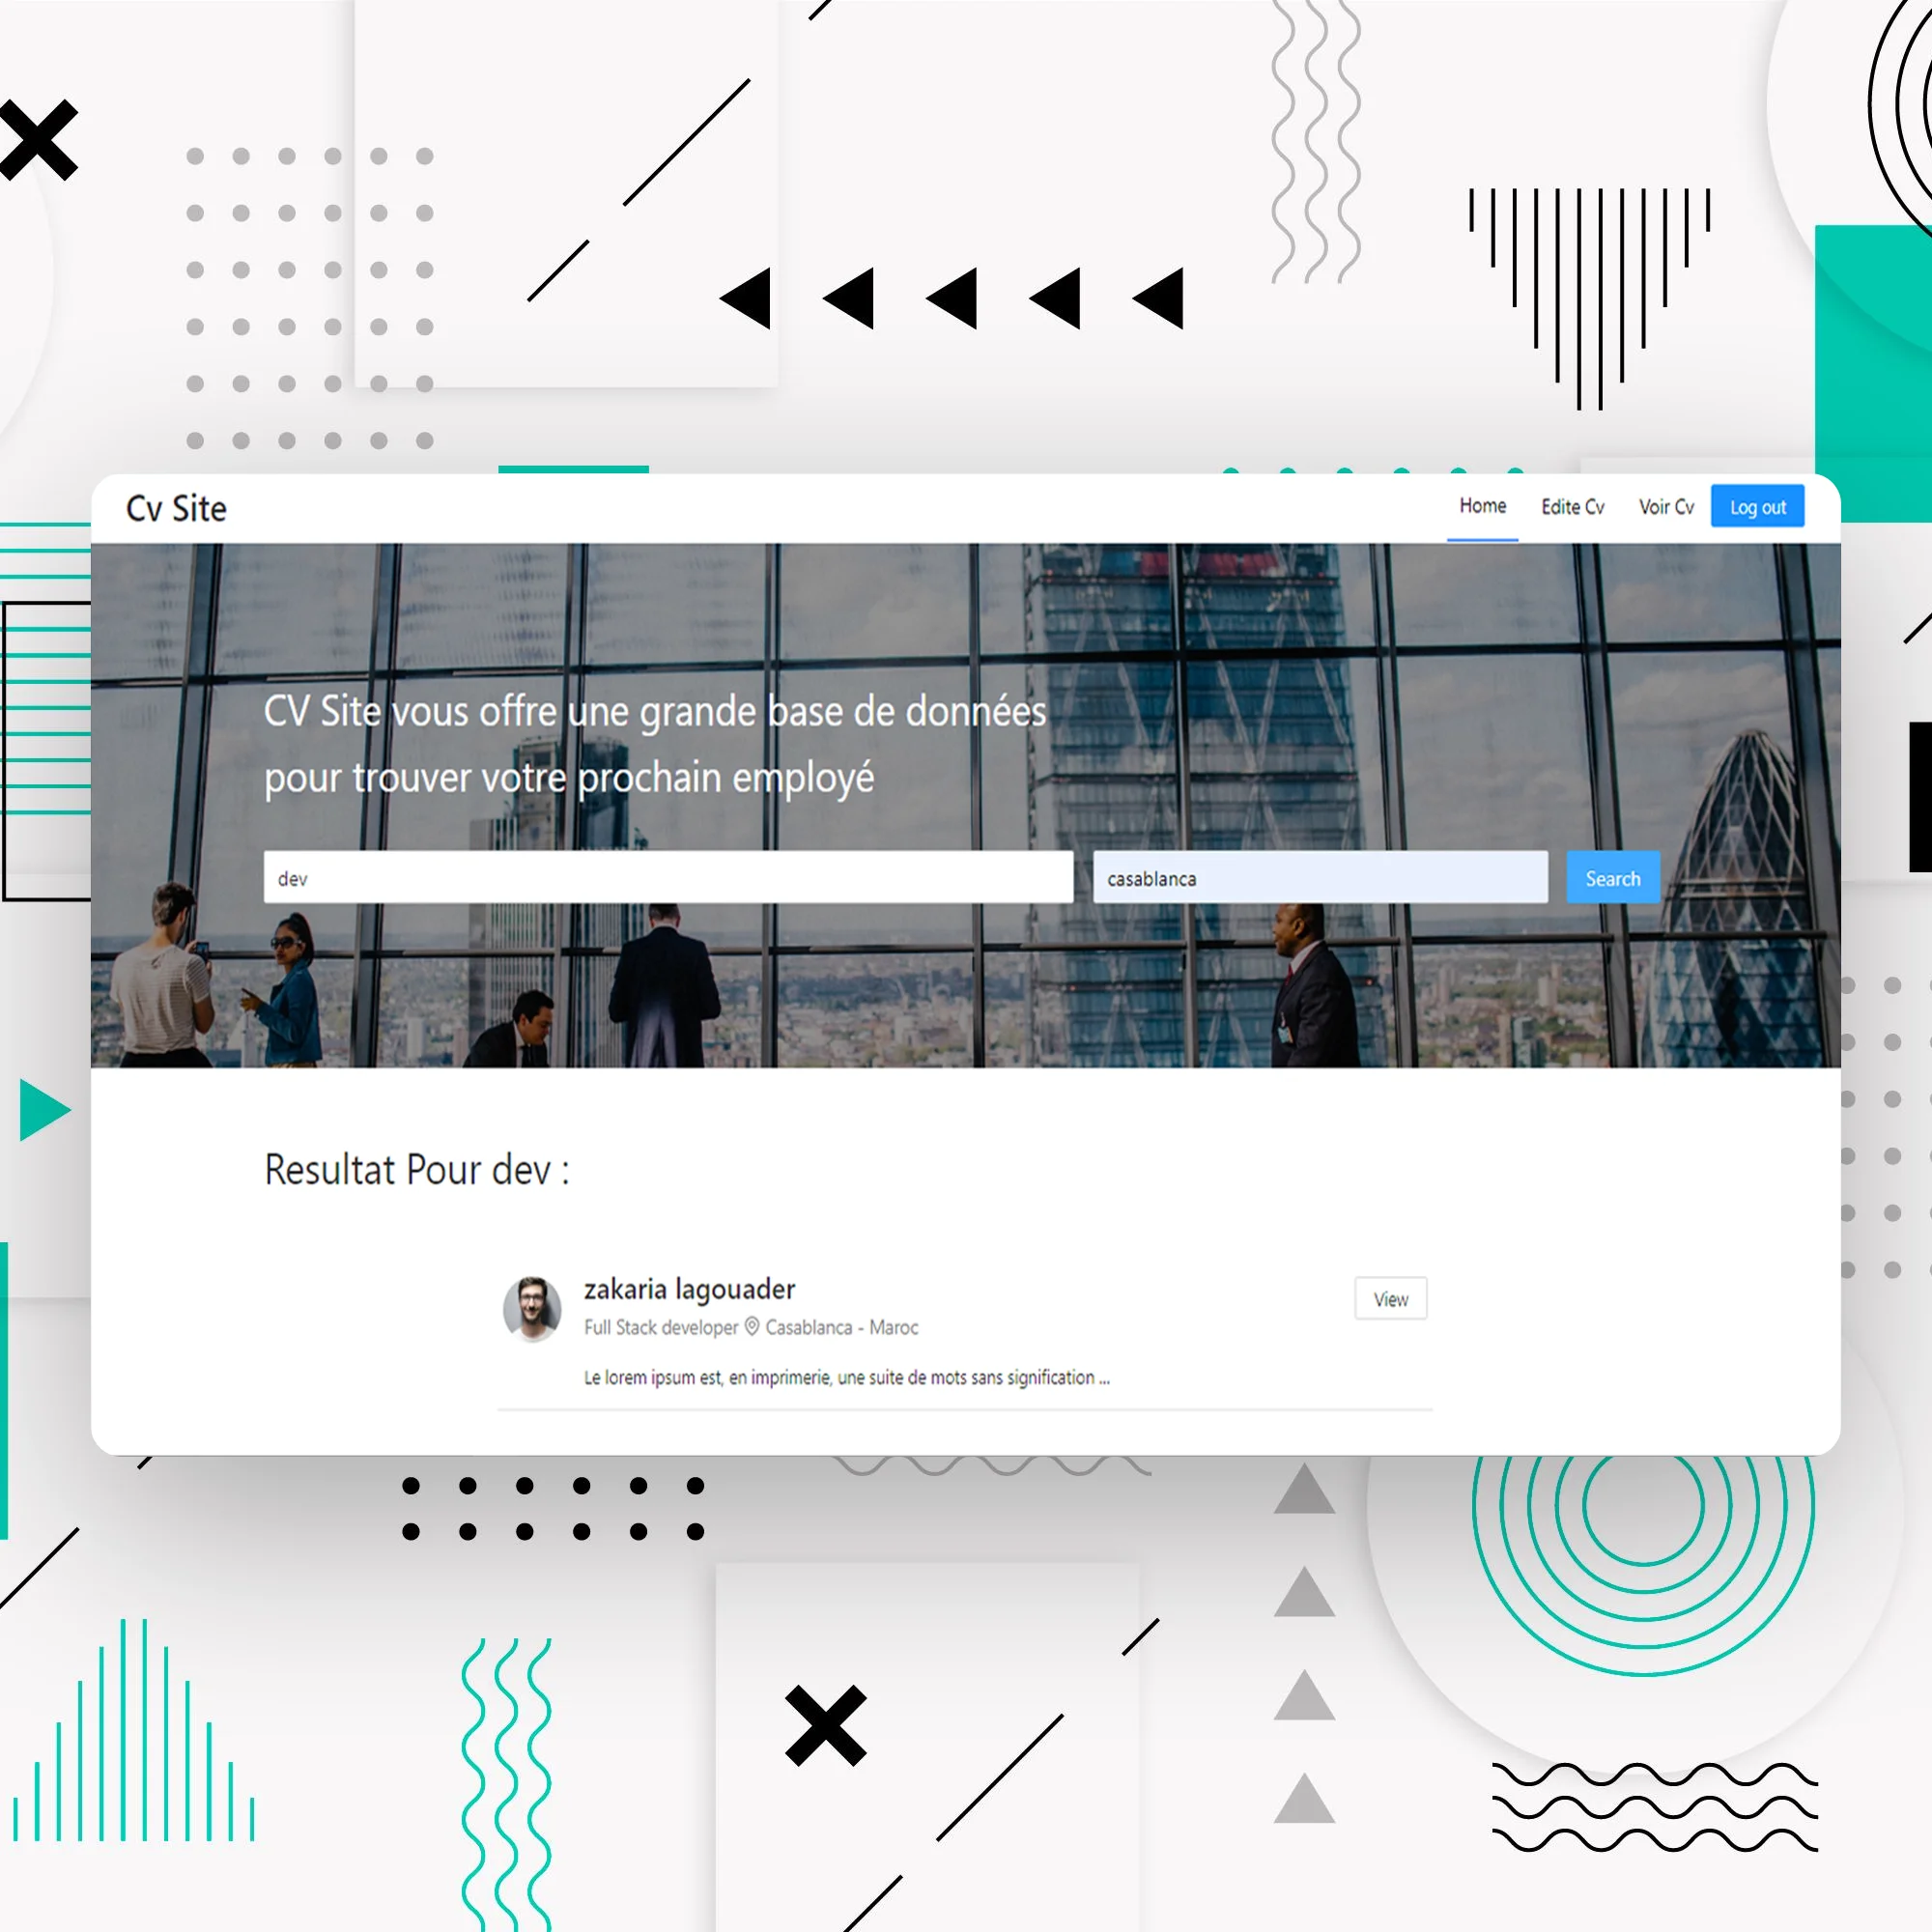 Cv Site
Home
Edite Cv
Voir Cv
Log out
CV Site vous offre une grande base de données
pour trouver votre prochain employé
dev
casablanca
Search
Resultat Pour dev :
zakaria lagouader
View
Full Stack developer Casablanca - Maroc
Le lorem ipsum est, en imprimerie, une suite de mots sans signification ...